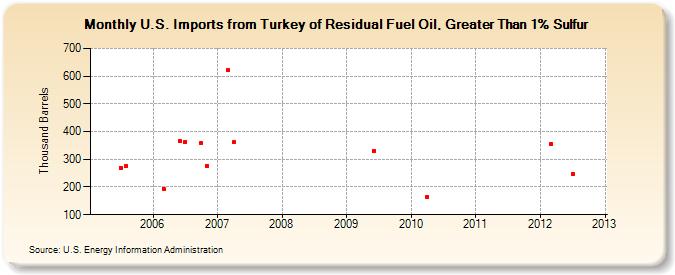 Monthly U.S. Imports from Turkey of Residual Fuel Oil, Greater Than 1% Sulfur
Thousand Barrels
700
600
500
400
300
200
100
2006 2007 2008 2009 2010 2011 2012 2013
Source: U.S. Energy Information Administration